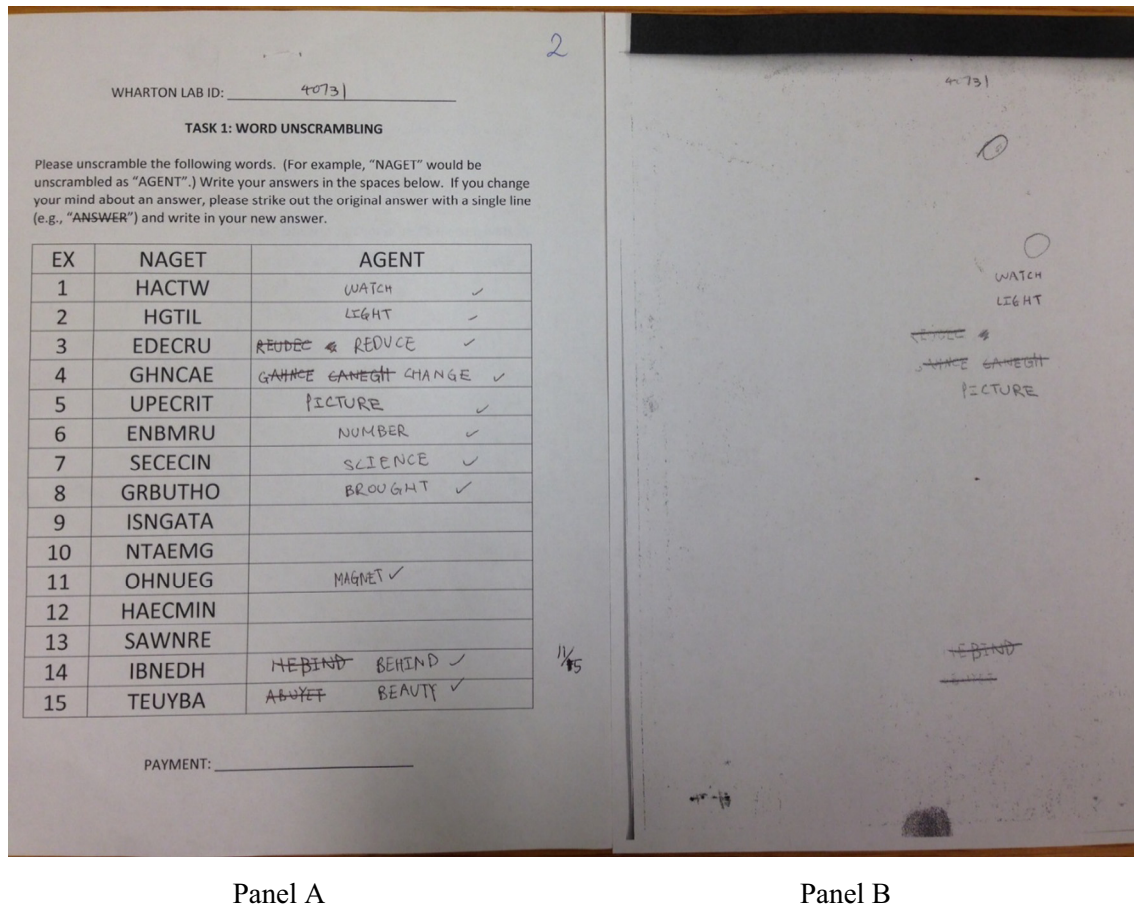 2
WHARTON LAB ID: 40731
TASK 1: WORD UNSCRAMBLING
Please unscramble the following words. (For example, "NAGET" would be
unscrambled as "AGENT".) Write your answers in the spaces below. If you change
your mind about an answer, please strike out the original answer with a single line
(e.g., "ANSWER") and write in your new answer.
EX NAGET AGENT
1 HACTW WATCH ✓
2 HGTIL LIGHT ✓
3 EDECRU REUDEC REDUCE ✓
4 GHNCAE GAHNCE CANEGH CHANGE ✓
5 UPECRIT PICTURE ✓
6 ENBMRU NUMBER ✓
7 SECECIN SCIENCE ✓
8 GRBUTHO BROUGHT ✓
9 ISNGATA
10 NTAEMG
11 OHNUEG MAGNET ✓
12 HAECMIN
13 SAWNRE
14 IBNEDH HEBIND BEHIND ✓
15 TEUYBA ABUYET BEAUTY ✓
11/15
PAYMENT:
40731
WATCH
LIGHT
REUDEC
CANEGH
PICTURE
HEBIND
Panel A
Panel B